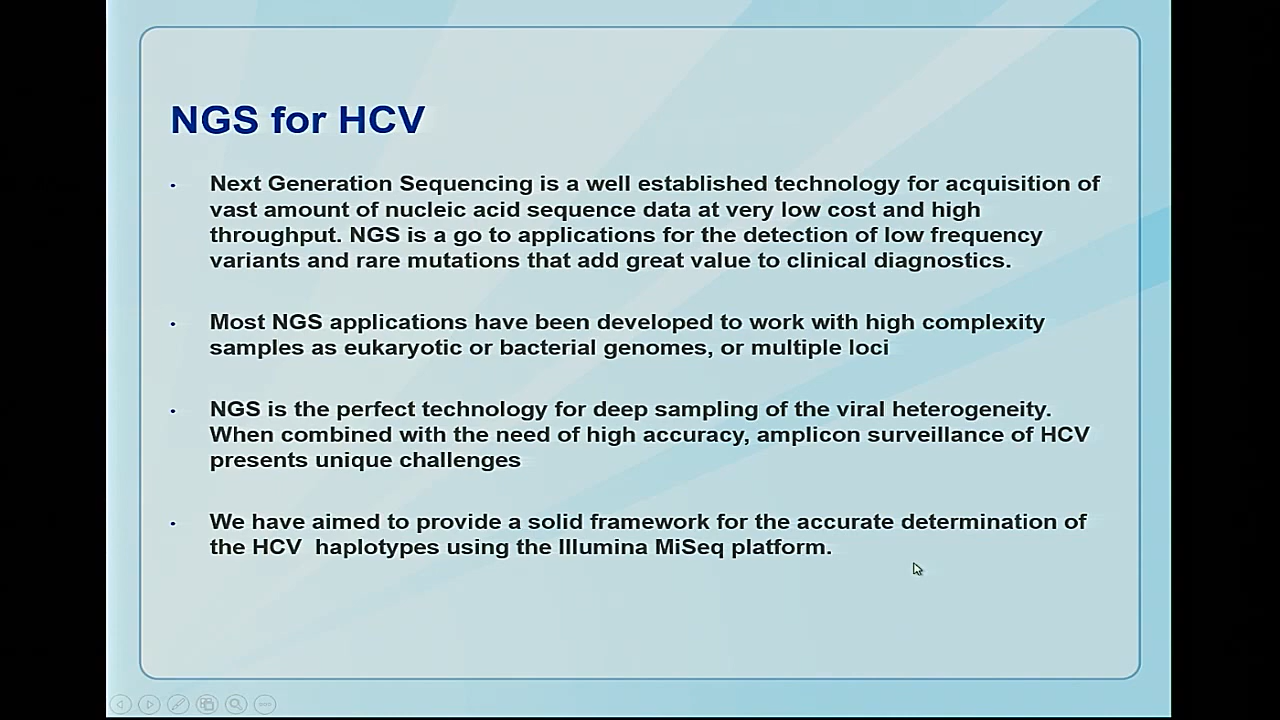 NGS for HCV
Next Generation Sequencing is a well established technology for acquisition of
vast amount of nucleic acid sequence data at very low cost and high
throughput. NGS is a go to applications for the detection of low frequency
variants and rare mutations that add great value to clinical diagnostics.
Most NGS applications have been developed to work with high complexity
samples as eukaryotic or bacterial genomes, or multiple loci
NGS is the perfect technology for deep sampling of the viral heterogeneity.
When combined with the need of high accuracy, amplicon surveillance of HCV
presents unique challenges
We have aimed to provide a solid framework for the accurate determination of
the HCV  haplotypes using the Illumina MiSeq platform.